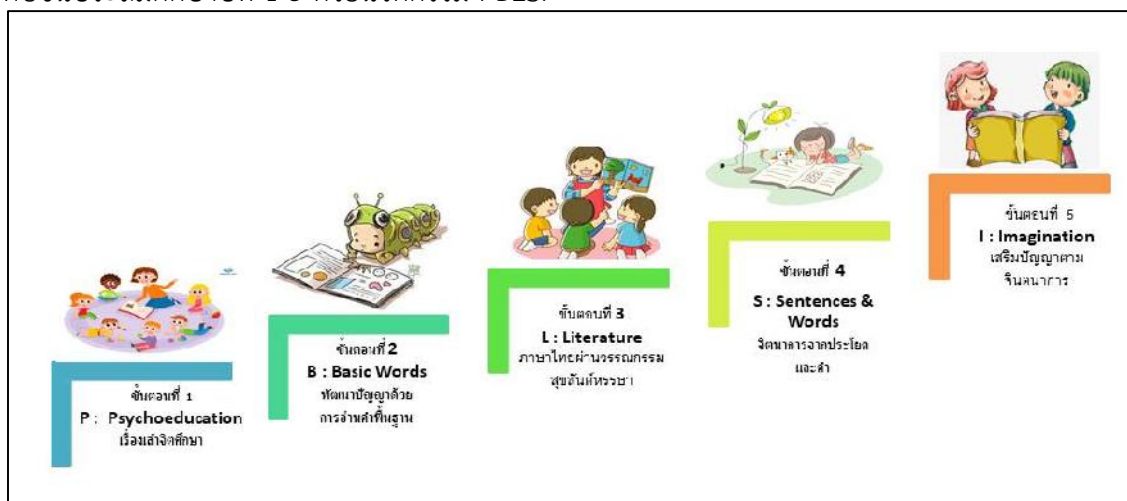 ขั้นตอนที่ 1
P : Psychoeducation
เรื่องเล่าจิตศึกษา
ขั้นตอนที่ 2
B : Basic Words
พัฒนาปัญญาด้วย
การอ่านคำพื้นฐาน
ขั้นตอนที่ 3
L : Literature
ภาษาไทยผ่านวรรณกรรม
สุขสันต์หรรษา
ขั้นตอนที่ 4
S : Sentences &
Words
จินตนาการจากประโยค
และคำ
ขั้นตอนที่ 5
I : Imagination
เสริมปัญญาตาม
จินตนาการ